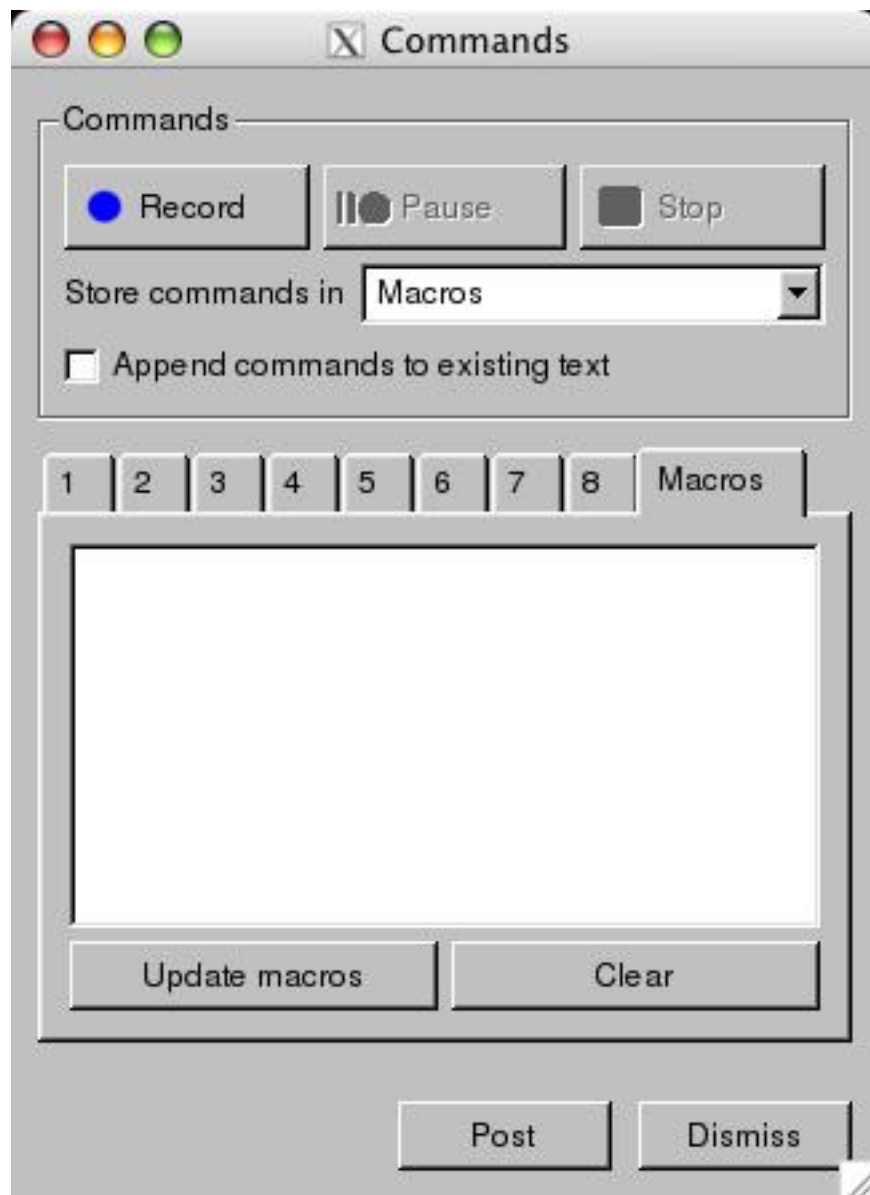 Commands
Commands
Record Pause Stop
Store commands in Macros
Append commands to existing text
1 2 3 4 5 6 7 8 Macros
Update macros Clear
Post Dismiss